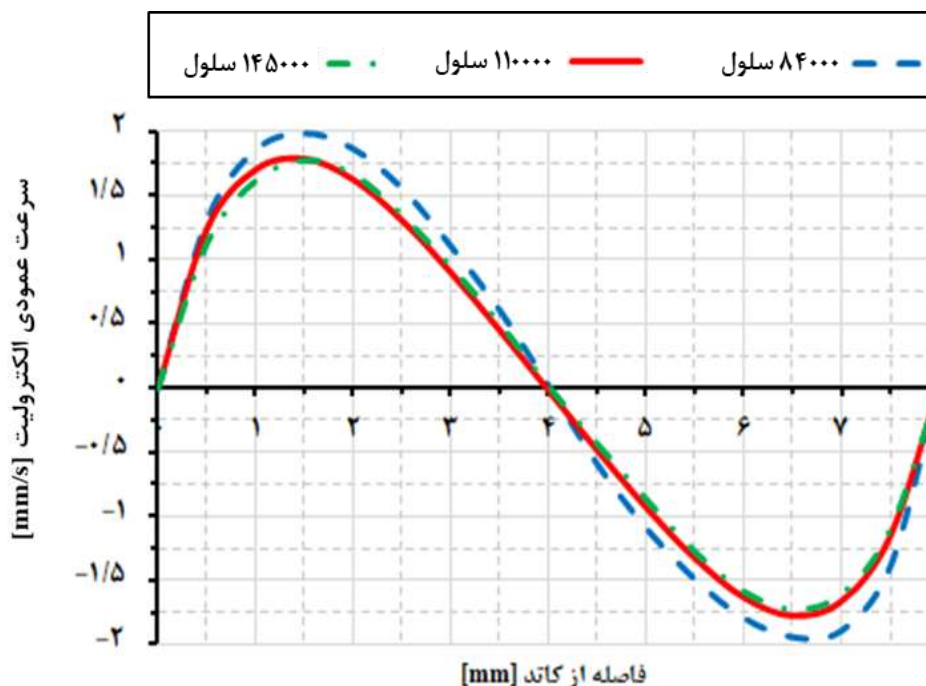 ۸۴۰۰۰ سلول ۱۱۰۰۰۰ سلول ۱۴۵۰۰۰ سلول
سرعت عمودی الکترولیت [mm/s]
۲
۱/۵
۱
۰/۵
۰
-۰/۵
-۱
-۱/۵
-۲
۰ ۱ ۲ ۳ ۴ ۵ ۶ ۷
فاصله از کاتد [mm]